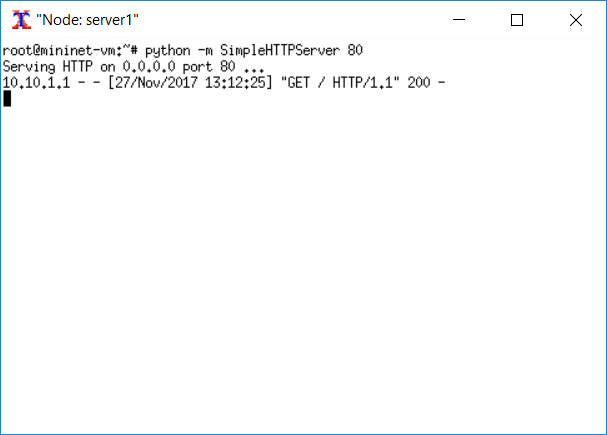 "Node: server1"
root@mininet-vm:~# python -m SimpleHTTPServer 80
Serving HTTP on 0.0.0.0 port 80 ...
10.10.1.1 - - [27/Nov/2017 13:12:25] "GET / HTTP/1.1" 200 -